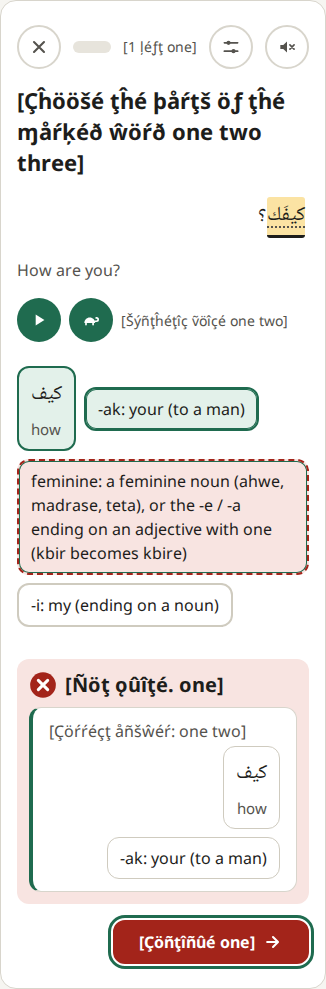 [1 ļéƒţ one]
[Çĥöööšé ţĥé þåŕţš öƒ ţĥé
ɱåŕķéð ŵöŕð one two
three]
كيفَك؟
How are you?
[Šýñţĥéţîç ṽöîçé one two]
كيف
how
-ak: your (to a man)
feminine: a feminine noun (ahwe,
madrase, teta), or the -e / -a
ending on an adjective with one
(kbir becomes kbire)
-i: my (ending on a noun)
[Ñöţ ǫûîţé. one]
[Çöŕŕéçţ åñšŵéŕ: one two]
كيف
how
-ak: your (to a man)
[Çöñţîñûé one]